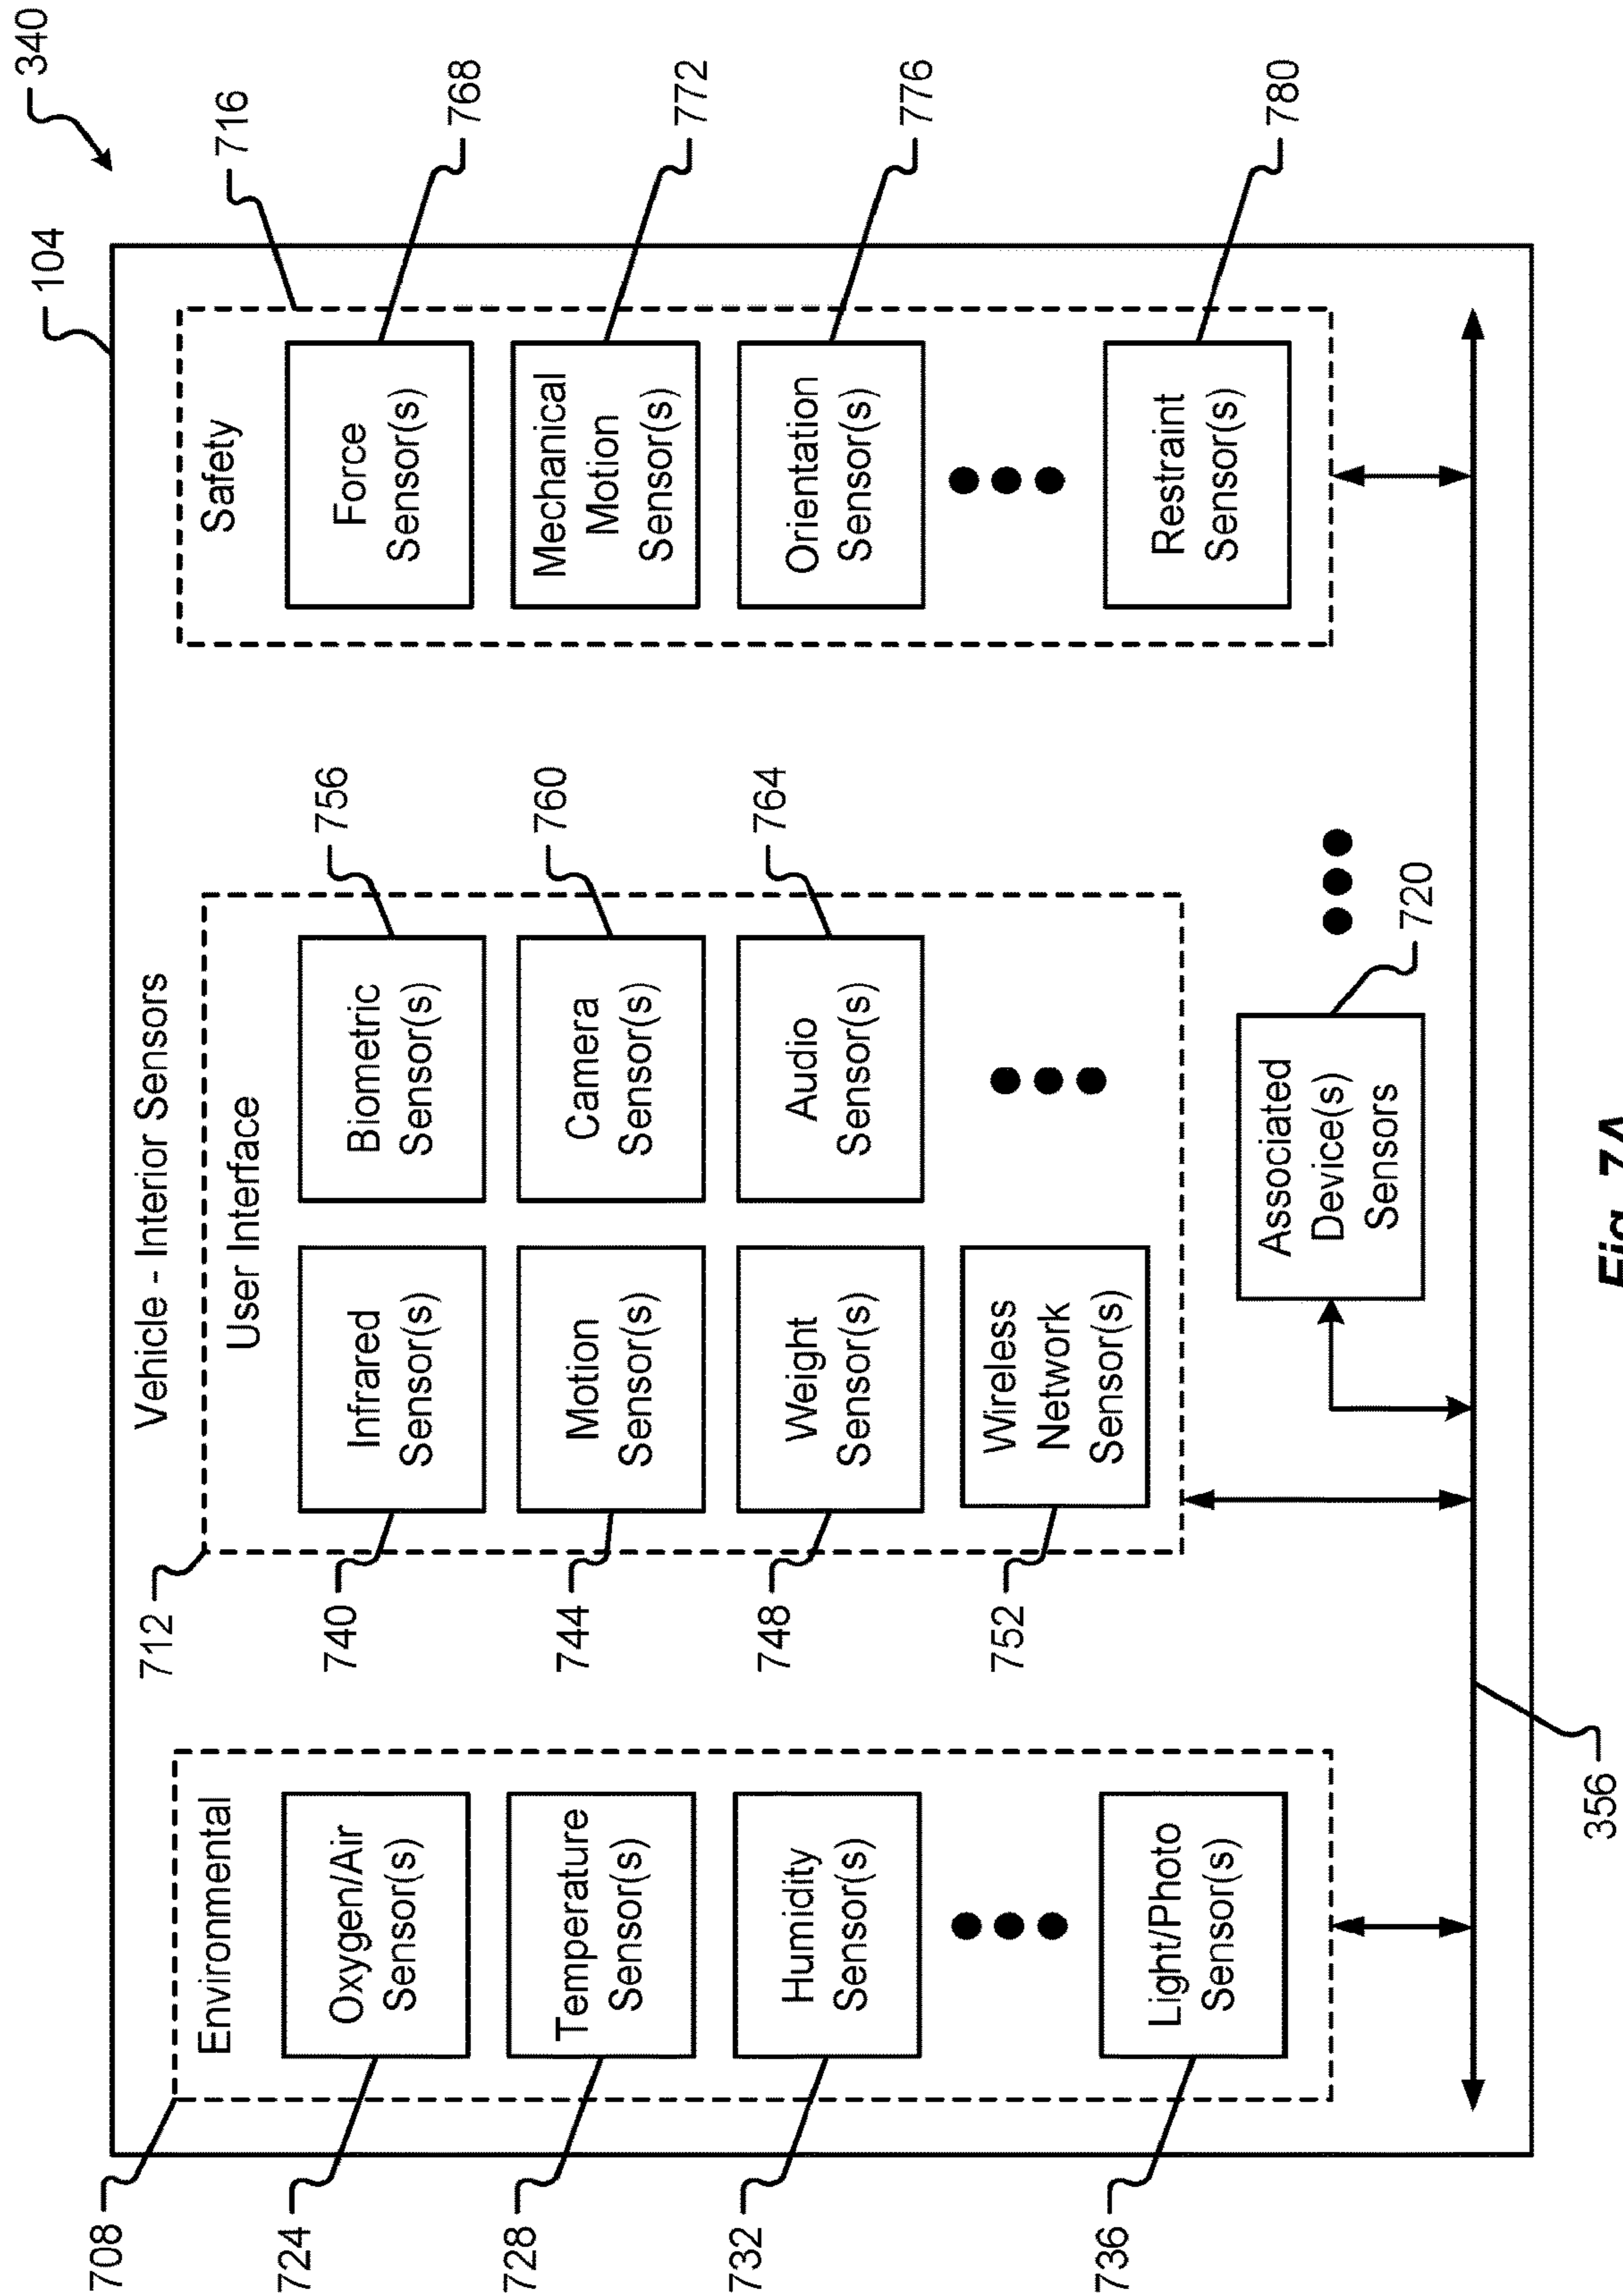 340
104
Vehicle - Interior Sensors
708
Environmental
724
Oxygen/Air
Sensor(s)
728
Temperature
Sensor(s)
732
Humidity
Sensor(s)
736
Light/Photo
Sensor(s)
712
User Interface
740
Infrared
Sensor(s)
756
Biometric
Sensor(s)
744
Motion
Sensor(s)
760
Camera
Sensor(s)
748
Weight
Sensor(s)
764
Audio
Sensor(s)
752
Wireless
Network
Sensor(s)
716
Safety
768
Force
Sensor(s)
772
Mechanical
Motion
Sensor(s)
776
Orientation
Sensor(s)
780
Restraint
Sensor(s)
720
Associated
Device(s)
Sensors
356
Fig. 7A